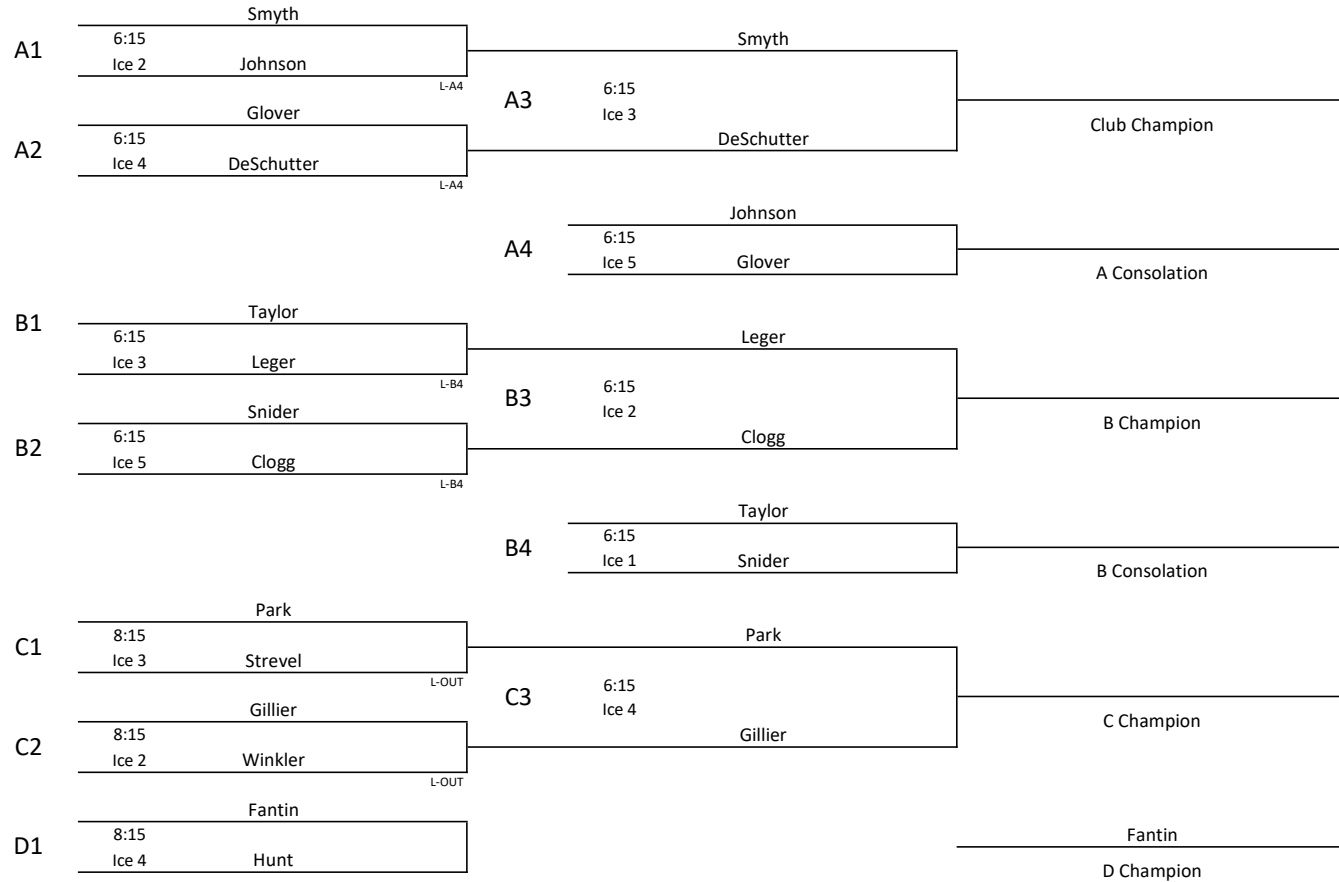 Smyth
A1
6:15
Ice 2
Johnson
L-A4
Smyth
Glover
A2
6:15
Ice 4
DeSchutter
L-A4
A3
6:15
Ice 3
DeSchutter
Club Champion
Johnson
A4
6:15
Ice 5
Glover
A Consolation
Taylor
B1
6:15
Ice 3
Leger
L-B4
Leger
Snider
B2
6:15
Ice 5
Clogg
L-B4
B3
6:15
Ice 2
Clogg
B Champion
Taylor
B4
6:15
Ice 1
Snider
B Consolation
Park
C1
8:15
Ice 3
Strevel
L-OUT
Park
Gillier
C2
8:15
Ice 2
Winkler
L-OUT
C3
6:15
Ice 4
Gillier
C Champion
Fantin
D1
8:15
Ice 4
Hunt
Fantin
D Champion